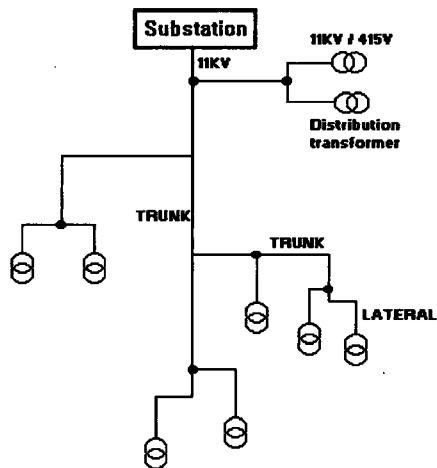 Substation
11KV
11KV / 415V
Distribution
transformer
TRUNK
TRUNK
LATERAL